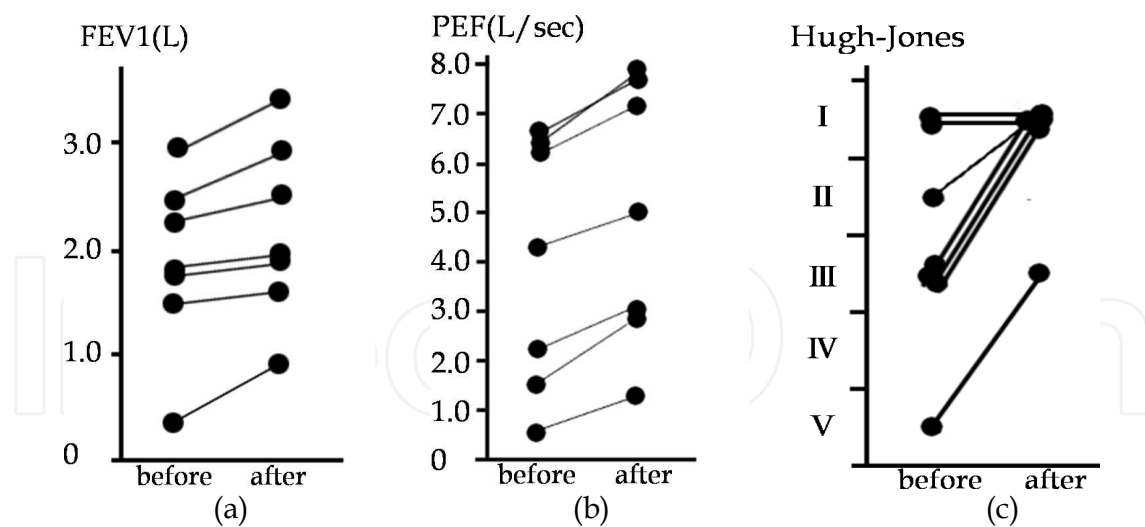 FEV1(L)
3.0
2.0
1.0
0
before after
(a)
PEF(L/sec)
8.0
7.0
6.0
5.0
4.0
3.0
2.0
1.0
0
before after
(b)
Hugh-Jones
I
II
III
IV
V
before after
(c)